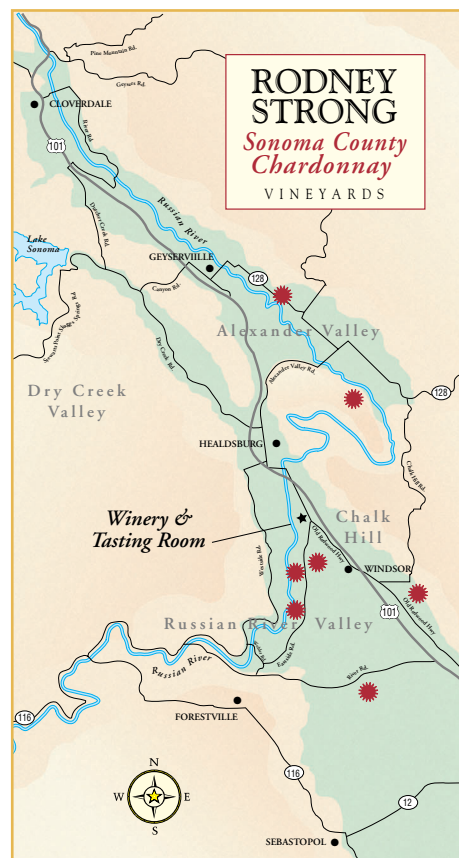 Pine Mountain Rd.
Geysers Rd.
RODNEY
STRONG
Sonoma County
Chardonnay
VINEYARDS
CLOVERDALE
River Rd.
101
Dutcher Creek Rd.
Russian River
Lake
Sonoma
GEYSERVIILLE
128
Canyon Rd.
Alexander Valley
Dry Creek Rd.
Alexander Valley Rd.
Dry Creek
Valley
128
HEALDSBURG
Chalk Hill Rd.
Winery &
Tasting Room
Chalk
Hill
Old Redwood Hwy
WINDSOR
101
Old Redwood Hwy
Russian River Valley
Eastside Rd.
Russian River
River Rd.
116
FORESTVILLE
N
W
E
S
116
12
SEBASTOPOL